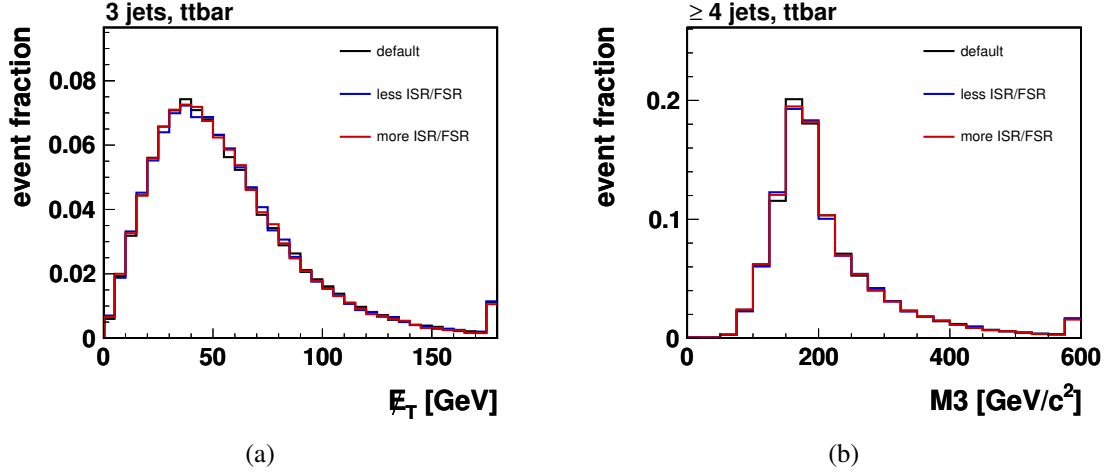 3 jets, ttbar
event fraction
0.08
0.06
0.04
0.02
0
0
50
100
150
default
less ISR/FSR
more ISR/FSR
E̸_T [GeV]
(a)
≥ 4 jets, ttbar
event fraction
0.2
0.1
0
0
200
400
600
default
less ISR/FSR
more ISR/FSR
M3 [GeV/c²]
(b)